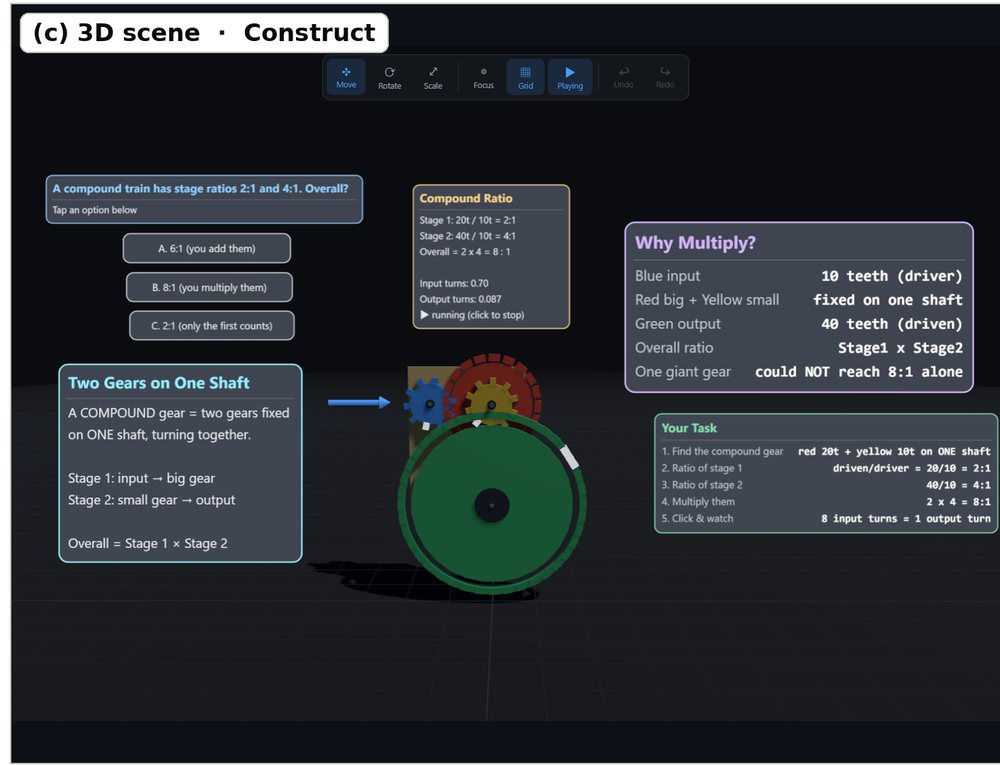 (c) 3D scene · Construct
Move Rotate Scale Focus Grid Playing Undo Redo
A compound train has stage ratios 2:1 and 4:1. Overall?
Tap an option below
A. 6:1 (you add them)
B. 8:1 (you multiply them)
C. 2:1 (only the first counts)
Two Gears on One Shaft
A COMPOUND gear = two gears fixed
on ONE shaft, turning together.
Stage 1: input → big gear
Stage 2: small gear → output
Overall = Stage 1 × Stage 2
Compound Ratio
Stage 1: 20t / 10t = 2:1
Stage 2: 40t / 10t = 4:1
Overall = 2 x 4 = 8 : 1
Input turns: 0.70
Output turns: 0.087
▶ running (click to stop)
Why Multiply?
Blue input 10 teeth (driver)
Red big + Yellow small fixed on one shaft
Green output 40 teeth (driven)
Overall ratio Stage1 x Stage2
One giant gear could NOT reach 8:1 alone
Your Task
1. Find the compound gear red 20t + yellow 10t on ONE shaft
2. Ratio of stage 1 driven/driver = 20/10 = 2:1
3. Ratio of stage 2 40/10 = 4:1
4. Multiply them 2 x 4 = 8:1
5. Click & watch 8 input turns = 1 output turn